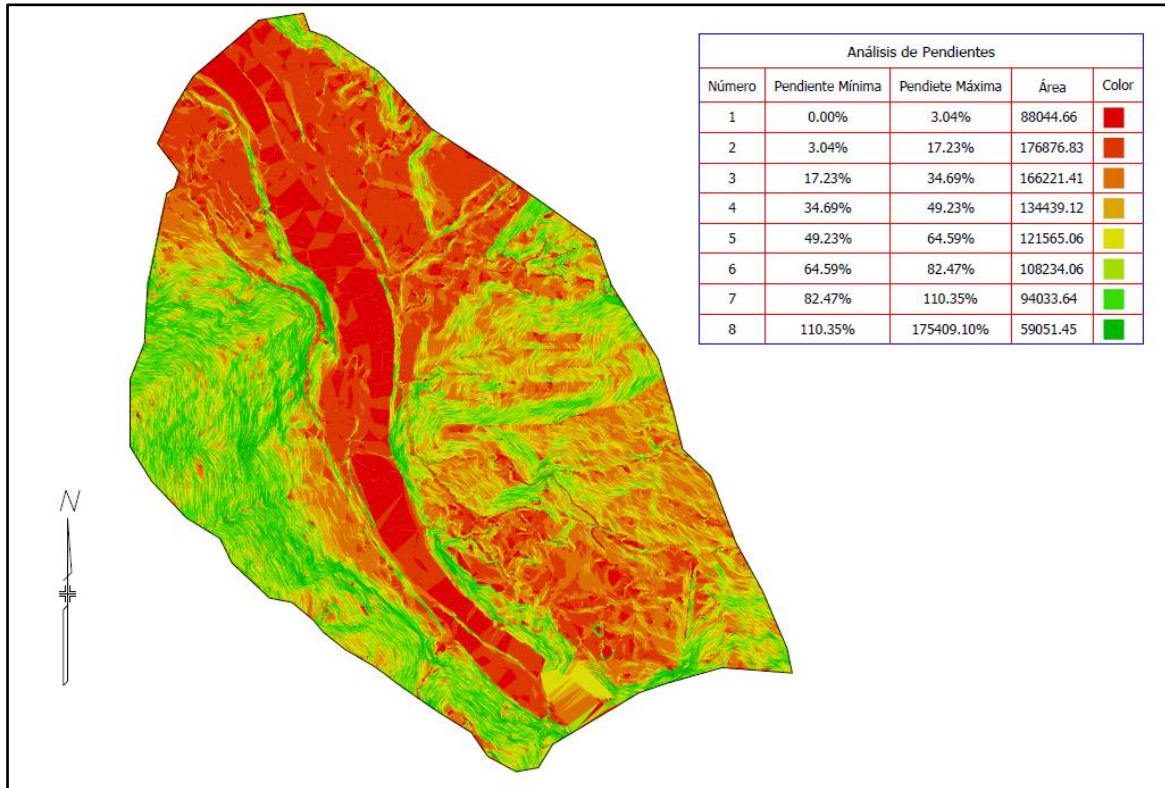 Análisis de Pendientes
Número Pendiente Mínima Pendiete Máxima Área Color
1 0.00% 3.04% 88044.66
2 3.04% 17.23% 176876.83
3 17.23% 34.69% 166221.41
4 34.69% 49.23% 134439.12
5 49.23% 64.59% 121565.06
6 64.59% 82.47% 108234.06
7 82.47% 110.35% 94033.64
8 110.35% 175409.10% 59051.45
N